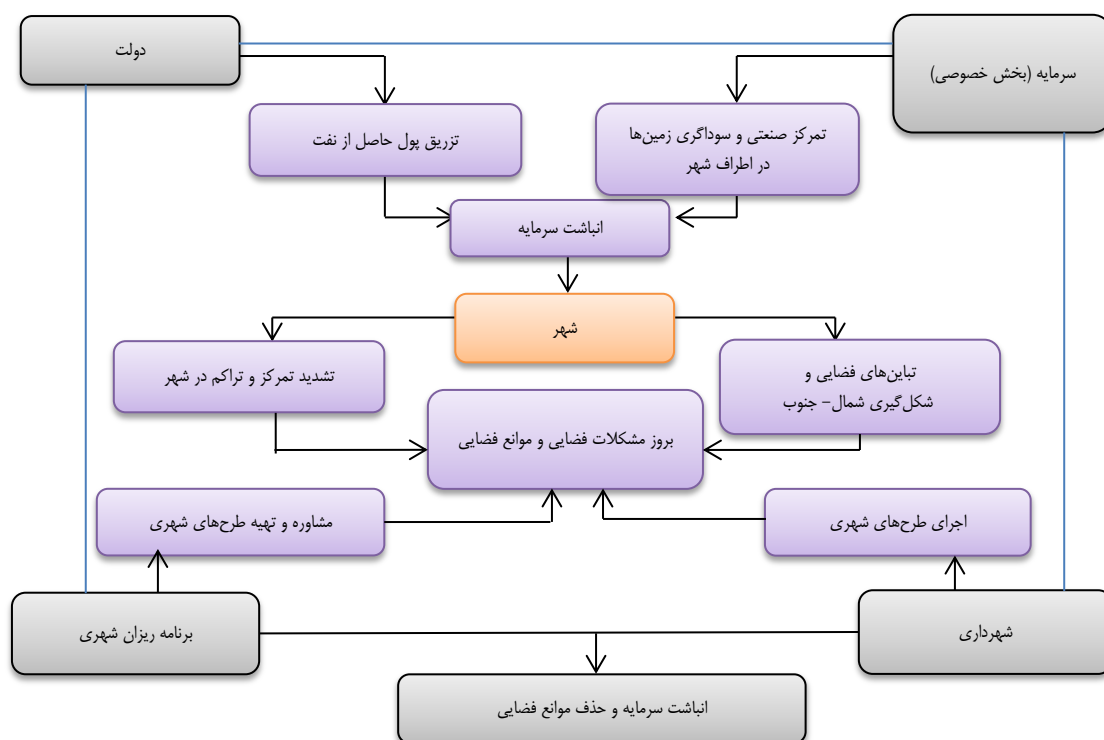 دولت
سرمایه (بخش خصوصی)
تزریق پول حاصل از نفت
تمرکز صنعتی و سوداگری زمین‌ها
در اطراف شهر
انباشت سرمایه
شهر
تباین‌های فضایی و
شکل‌گیری شمال- جنوب
تشدید تمرکز و تراکم در شهر
بروز مشکلات فضایی و موانع فضایی
اجرای طرح‌های شهری
مشاوره و تهیه طرح‌های شهری
شهرداری
برنامه ریزان شهری
انباشت سرمایه و حذف موانع فضایی